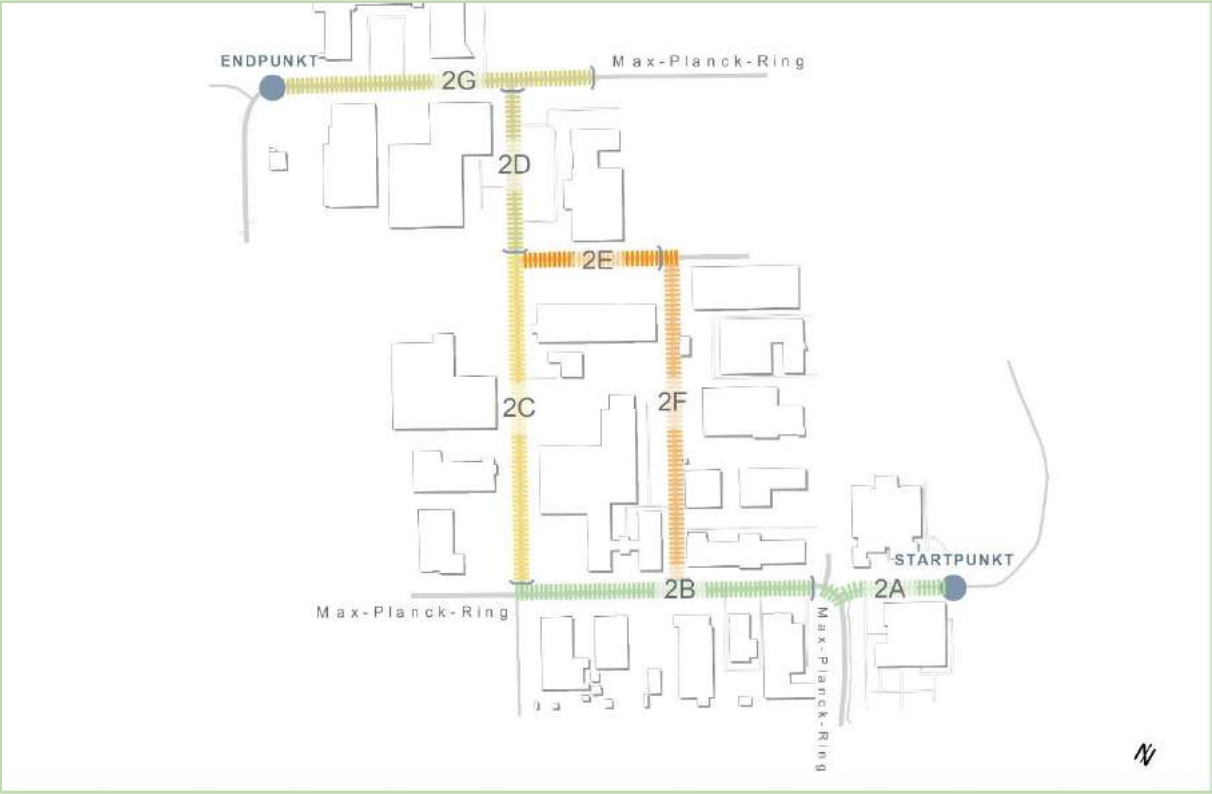 ENDPUNKT
Max-Planck-Ring
2G
2D
2E
2C
2F
STARTPUNKT
2B
2A
Max-Planck-Ring
Max-Planck-Ring
N